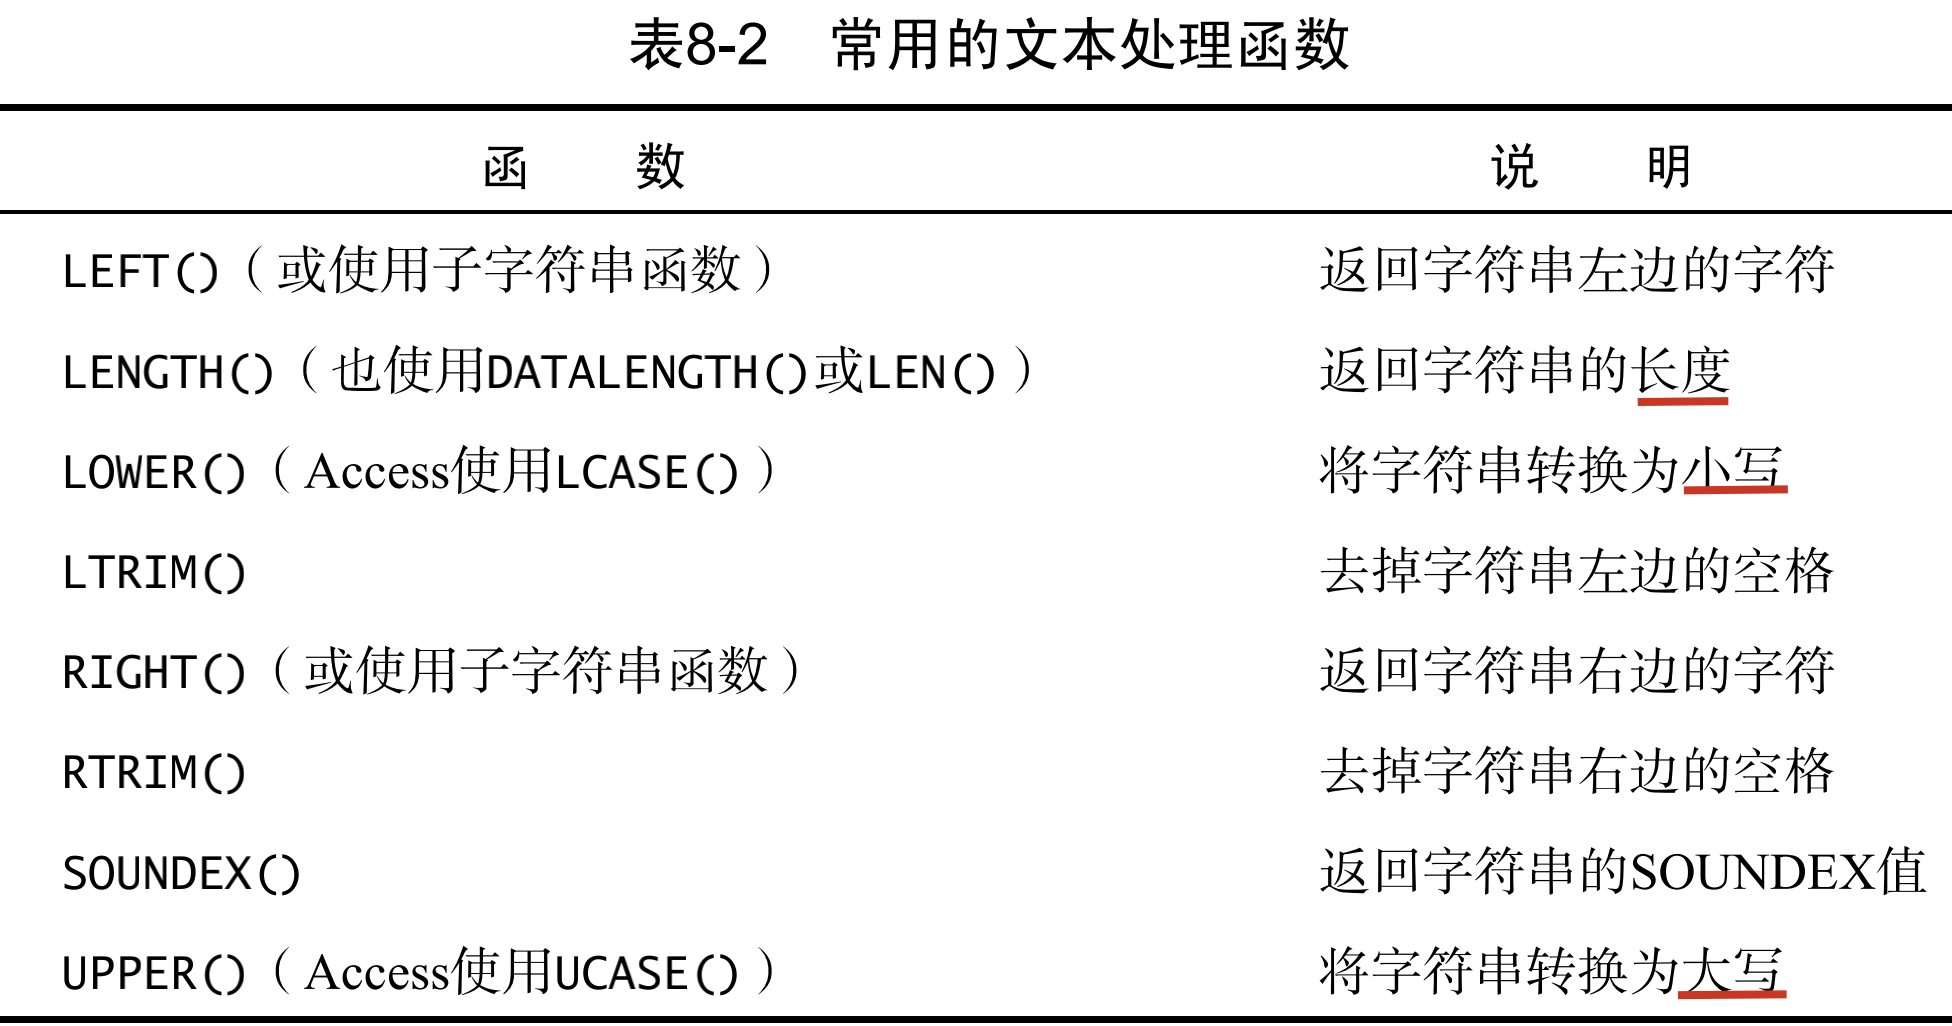 表8-2 常用的文本处理函数
函 数 说 明
LEFT()（或使用子字符串函数） 返回字符串左边的字符
LENGTH()（也使用DATALENGTH()或LEN()） 返回字符串的长度
LOWER()（Access使用LCASE()） 将字符串转换为小写
LTRIM() 去掉字符串左边的空格
RIGHT()（或使用子字符串函数） 返回字符串右边的字符
RTRIM() 去掉字符串右边的空格
SOUNDEX() 返回字符串的SOUNDEX值
UPPER()（Access使用UCASE()） 将字符串转换为大写